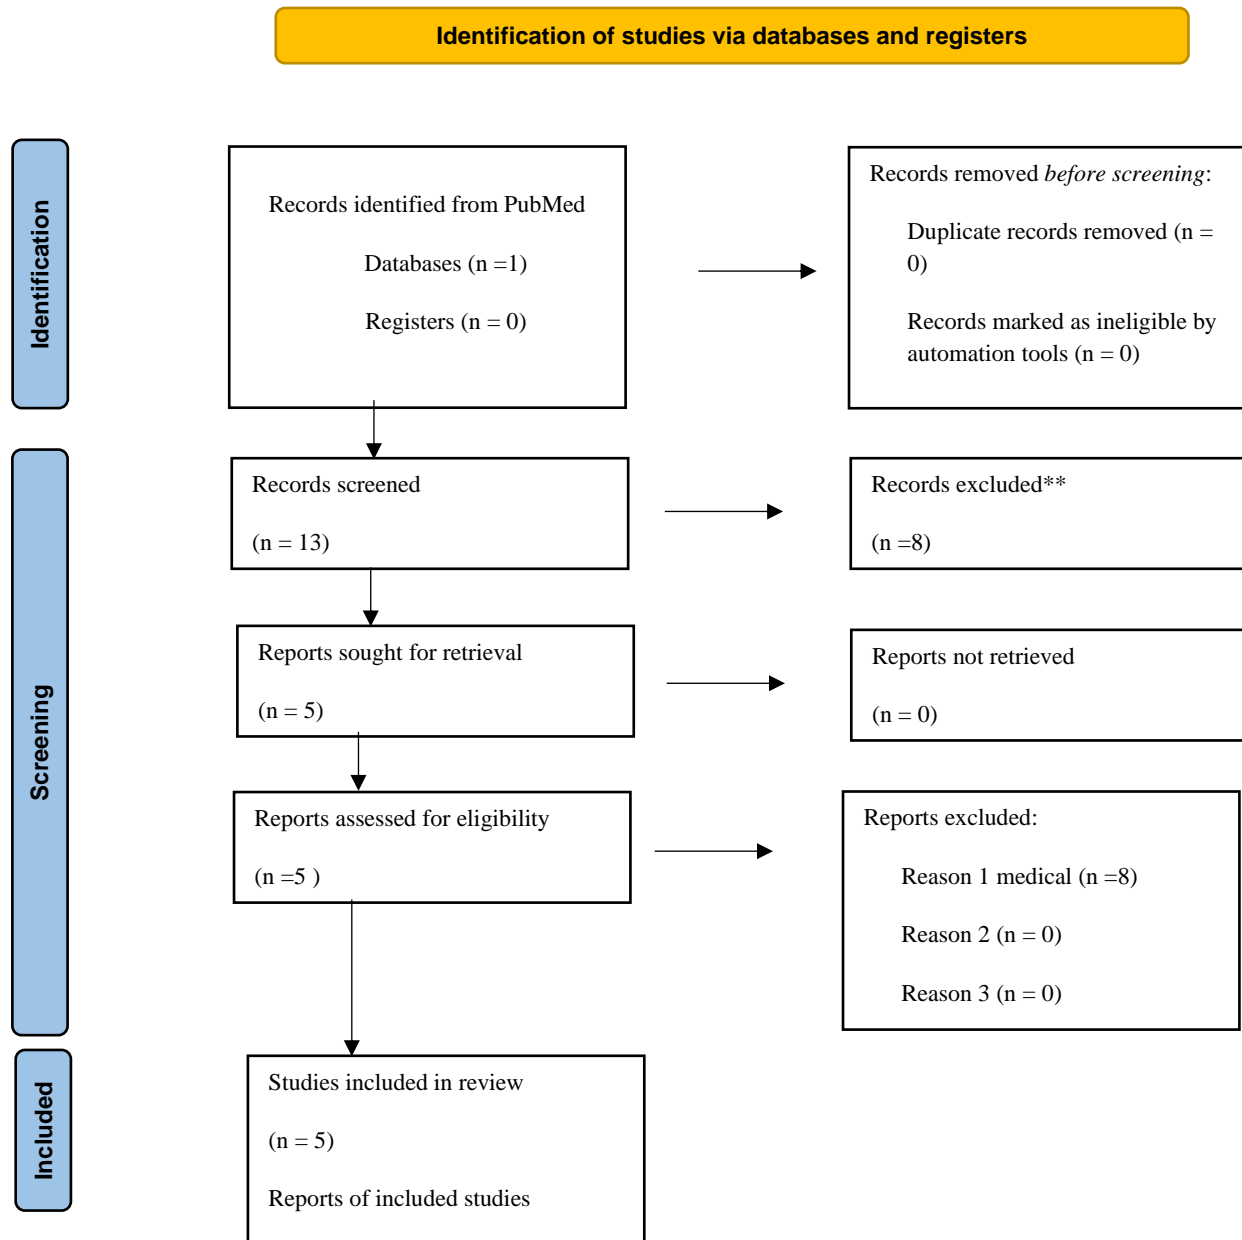 Identification of studies via databases and registers
Identification
Records identified from PubMed
Databases (n =1)
Registers (n = 0)
Records removed before screening:
Duplicate records removed (n =
0)
Records marked as ineligible by
automation tools (n = 0)
Screening
Records screened
(n = 13)
Records excluded**
(n =8)
Reports sought for retrieval
(n = 5)
Reports not retrieved
(n = 0)
Reports assessed for eligibility
(n =5 )
Reports excluded:
Reason 1 medical (n =8)
Reason 2 (n = 0)
Reason 3 (n = 0)
Included
Studies included in review
(n = 5)
Reports of included studies